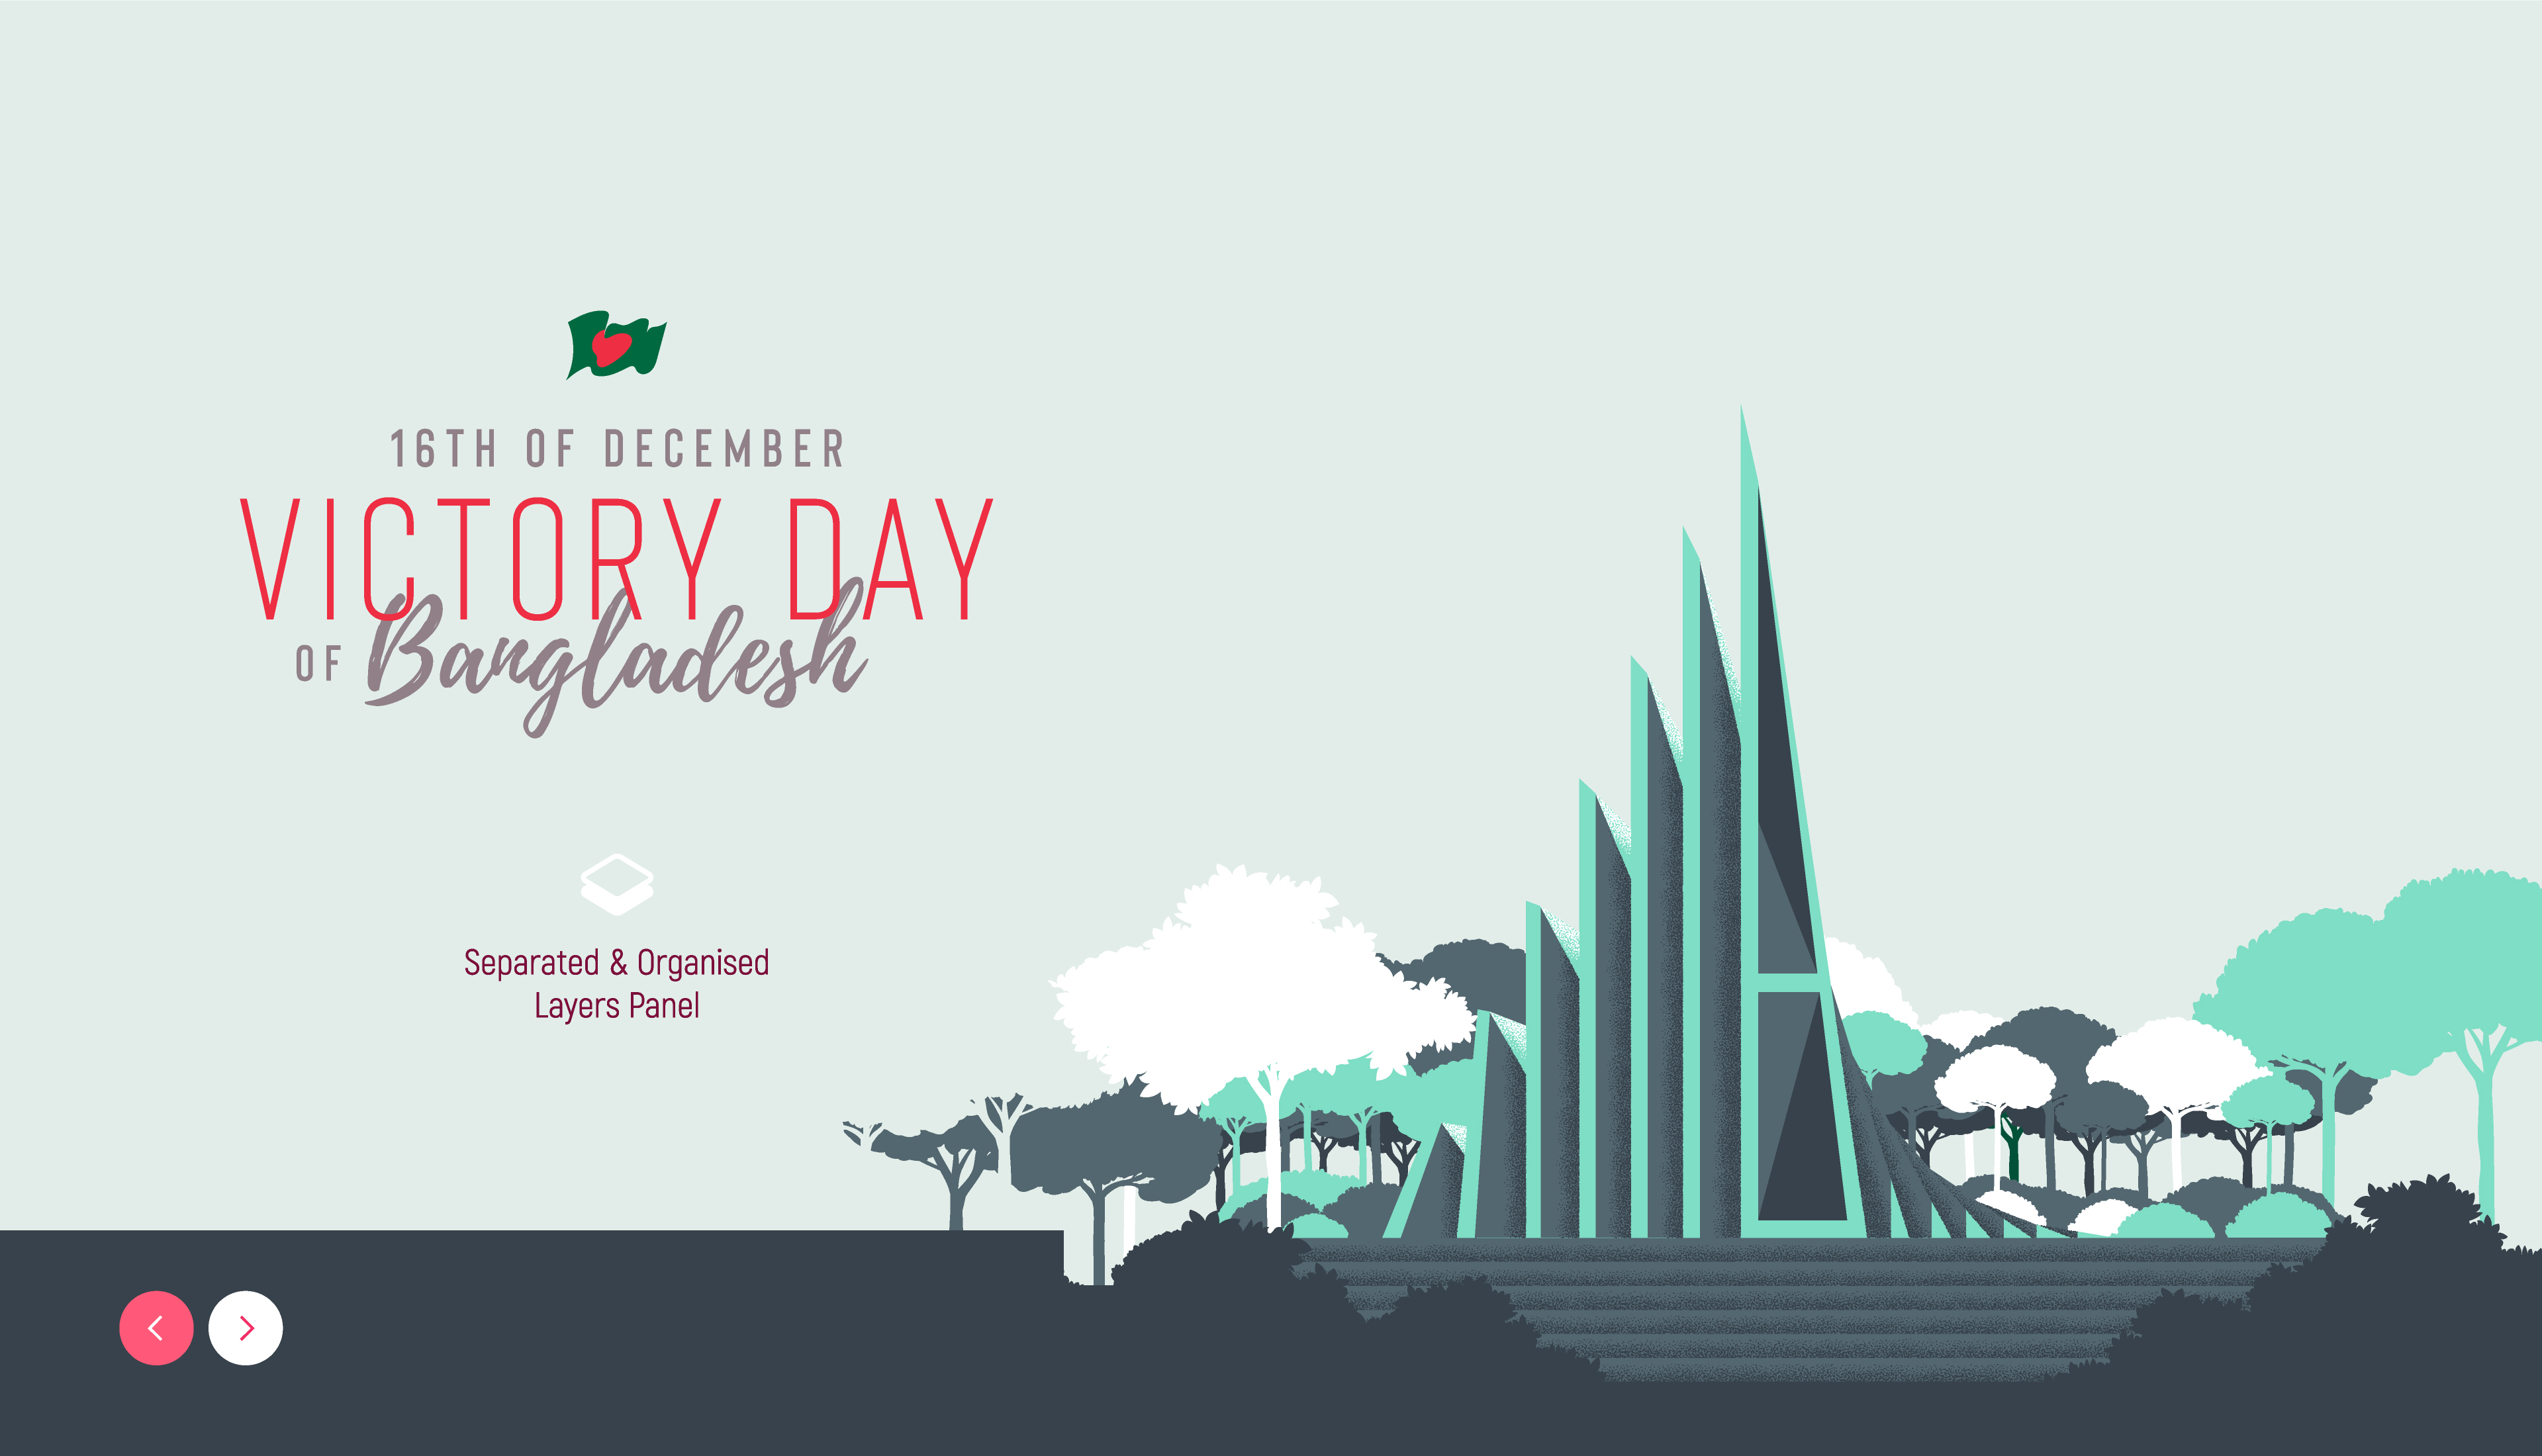 16TH OF DECEMBER
VICTORY DAY
OF Bangladesh
Separated & Organised
Layers Panel